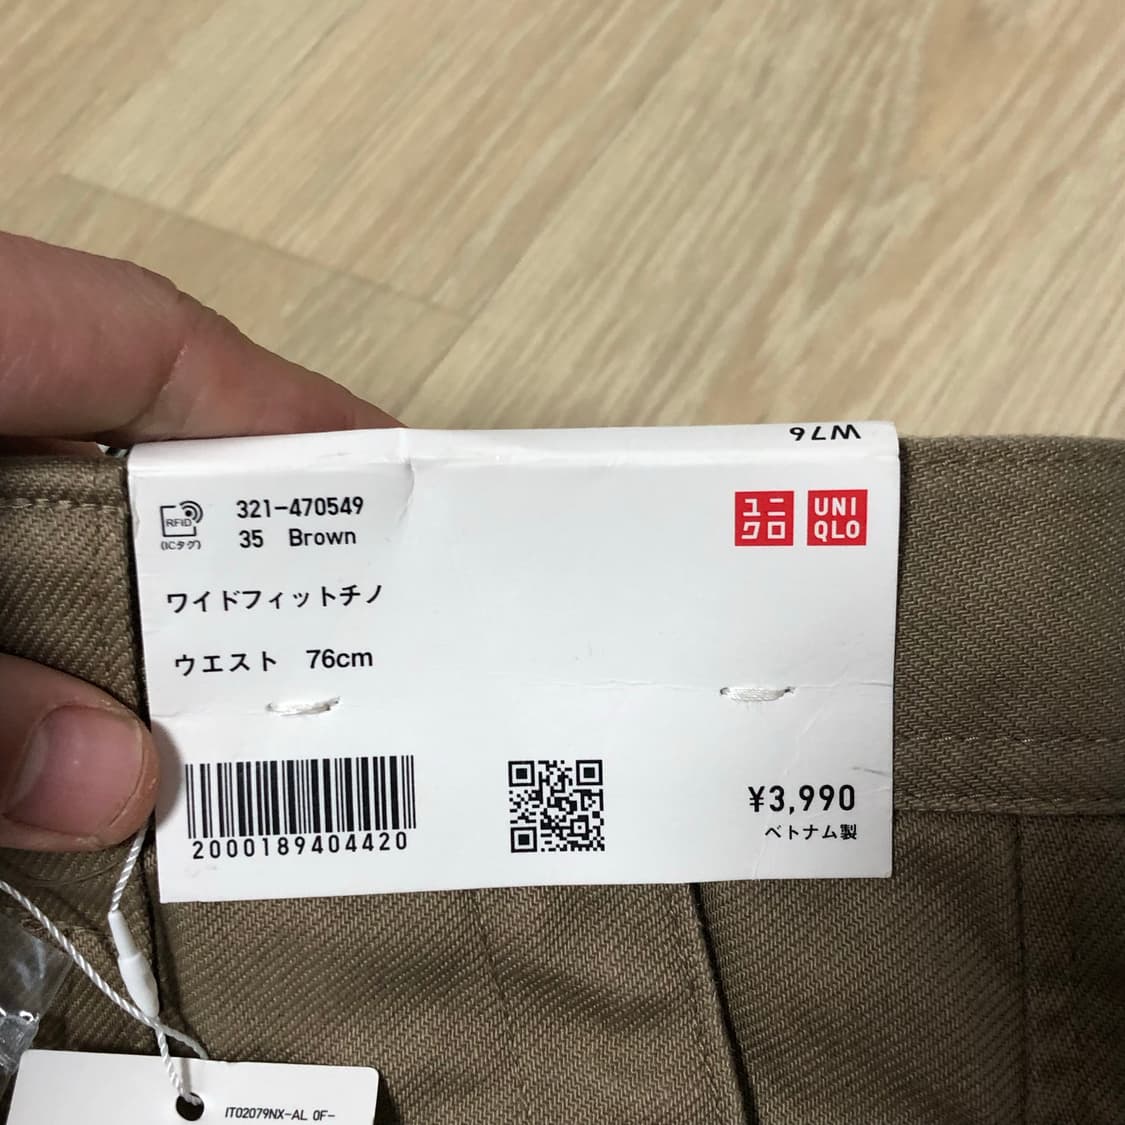 W76
RFID
(ICタグ)
321-470549
35 Brown
ユニクロ
UNIQLO
ワイドフィットチノ
ウエスト 76cm
2000189404420
¥3,990
ベトナム製
IT02079NX-AL 0F-